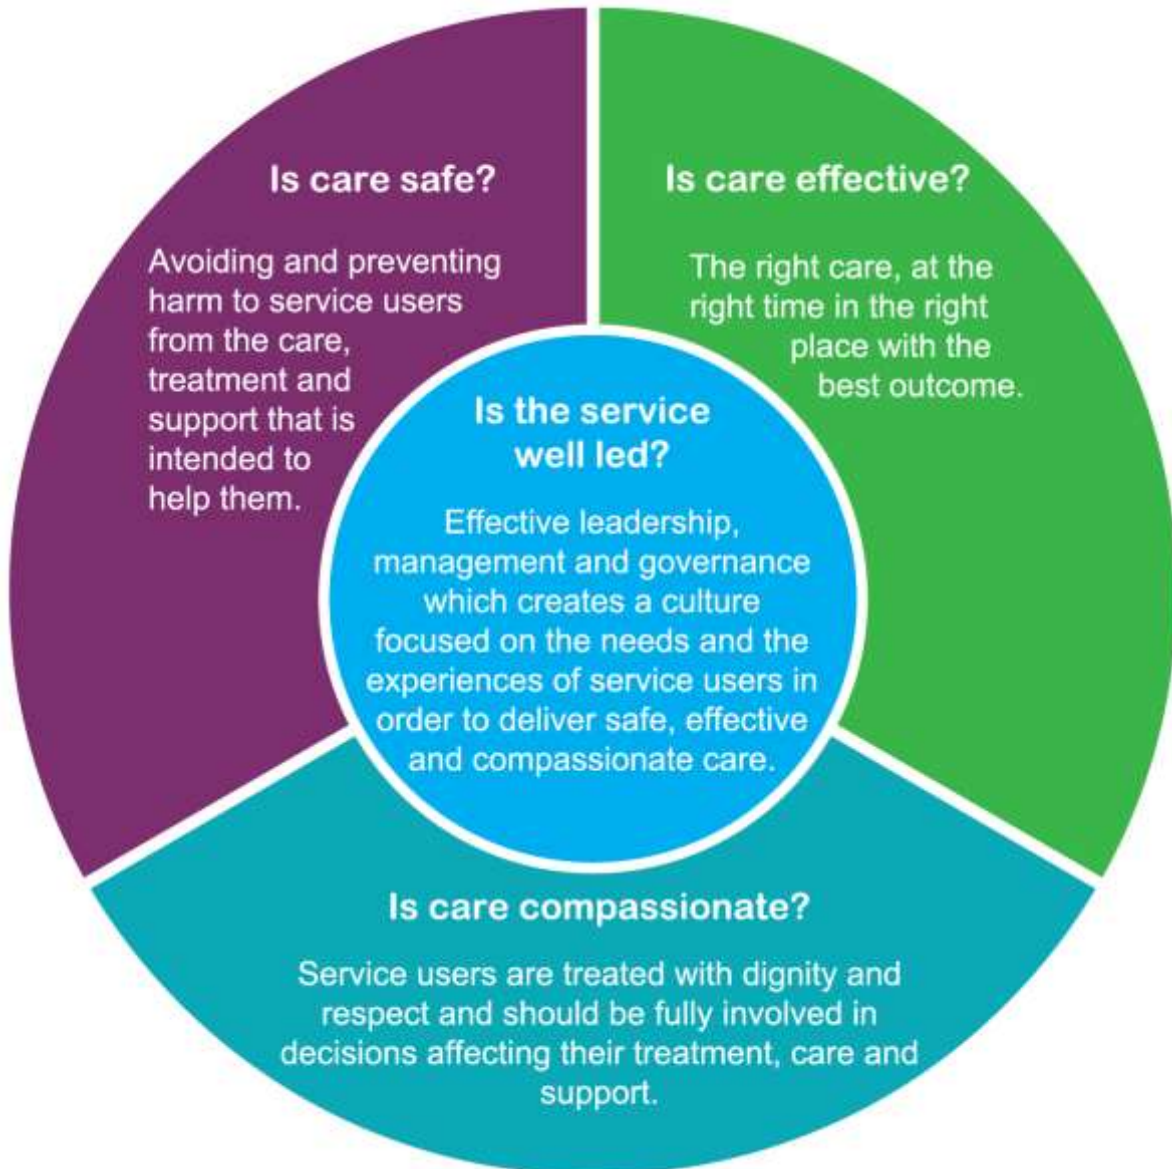 Is care safe?
Avoiding and preventing
harm to service users
from the care,
treatment and
support that is
intended to
help them.
Is care effective?
The right care, at the
right time in the right
place with the
best outcome.
Is the service
well led?
Effective leadership,
management and governance
which creates a culture
focused on the needs and the
experiences of service users in
order to deliver safe, effective
and compassionate care.
Is care compassionate?
Service users are treated with dignity and
respect and should be fully involved in
decisions affecting their treatment, care and
support.